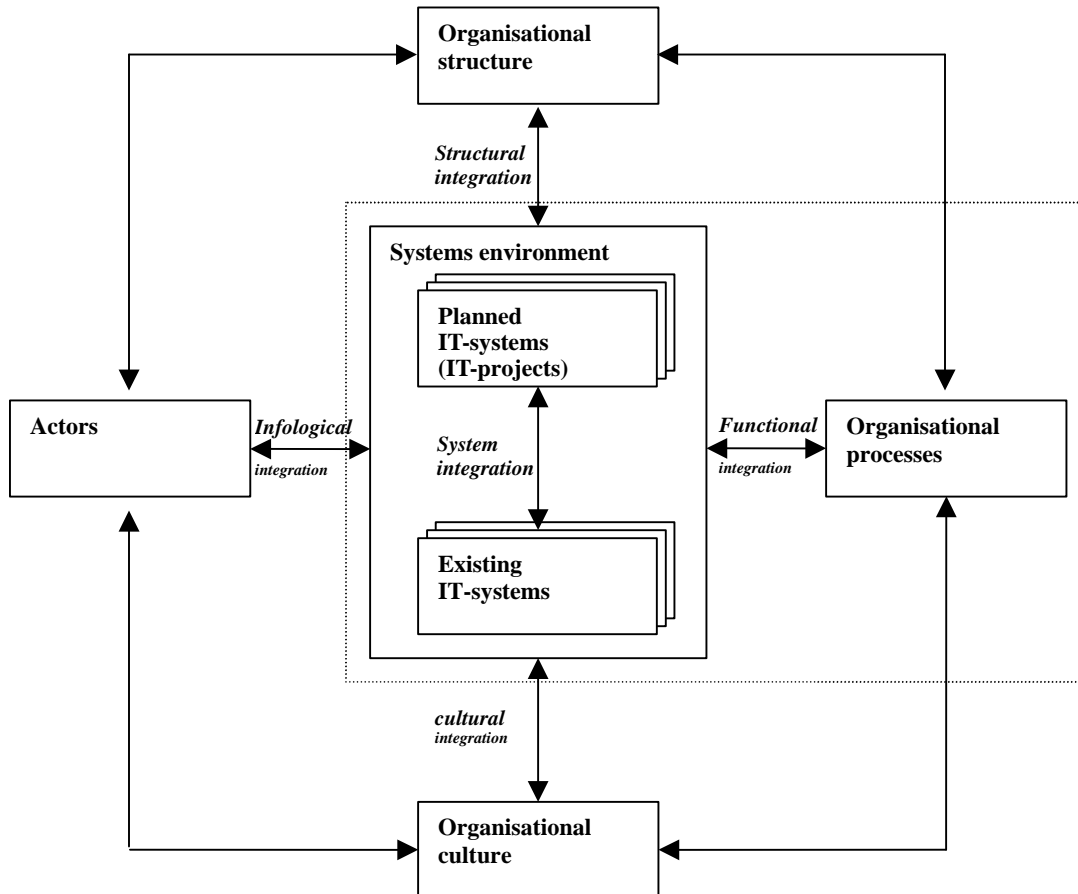 Organisational
structure
Structural
integration
Systems environment
Planned
IT-systems
(IT-projects)
Actors
Infological
integration
System
integration
Functional
integration
Organisational
processes
Existing
IT-systems
cultural
integration
Organisational
culture